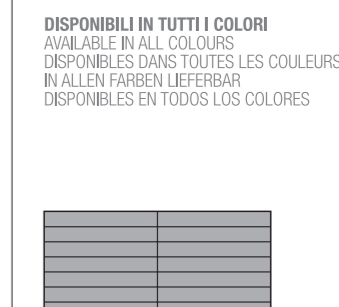 DISPONIBILI IN TUTTI I COLORI
AVAILABLE IN ALL COLOURS
DISPONIBLES DANS TOUTES LES COULEURS
IN ALLEN FARBEN LIEFERBAR
DISPONIBLES EN TODOS LOS COLORES